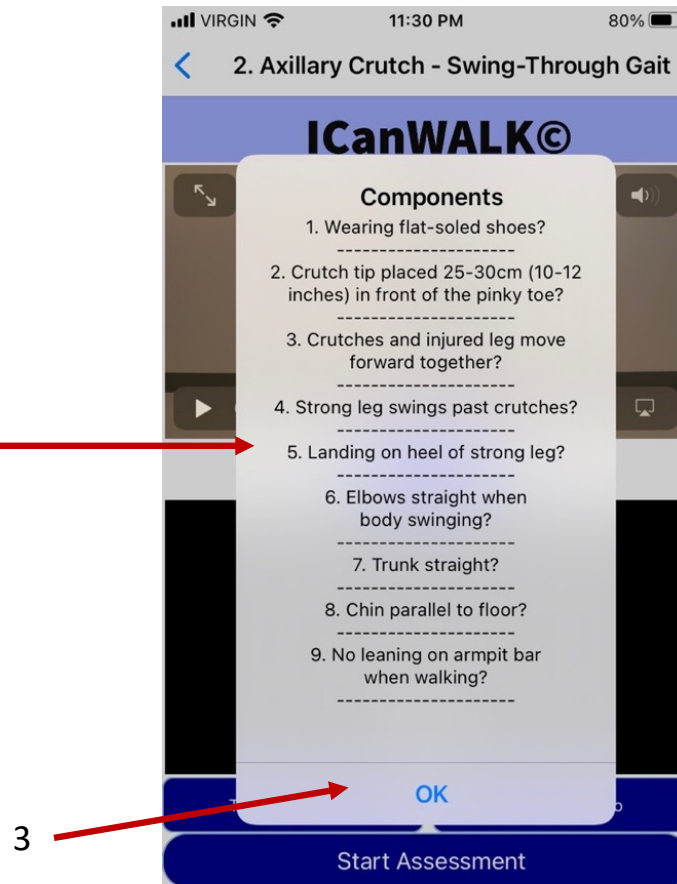 VIRGIN 11:30 PM 80%
2. Axillary Crutch - Swing-Through Gait
ICanWALK©
Components
1. Wearing flat-soled shoes?
----------------------
2. Crutch tip placed 25-30cm (10-12
inches) in front of the pinky toe?
----------------------
3. Crutches and injured leg move
forward together?
----------------------
4. Strong leg swings past crutches?
----------------------
5. Landing on heel of strong leg?
----------------------
6. Elbows straight when
body swinging?
----------------------
7. Trunk straight?
----------------------
8. Chin parallel to floor?
----------------------
9. No leaning on armpit bar
when walking?
----------------------
OK
3
Start Assessment